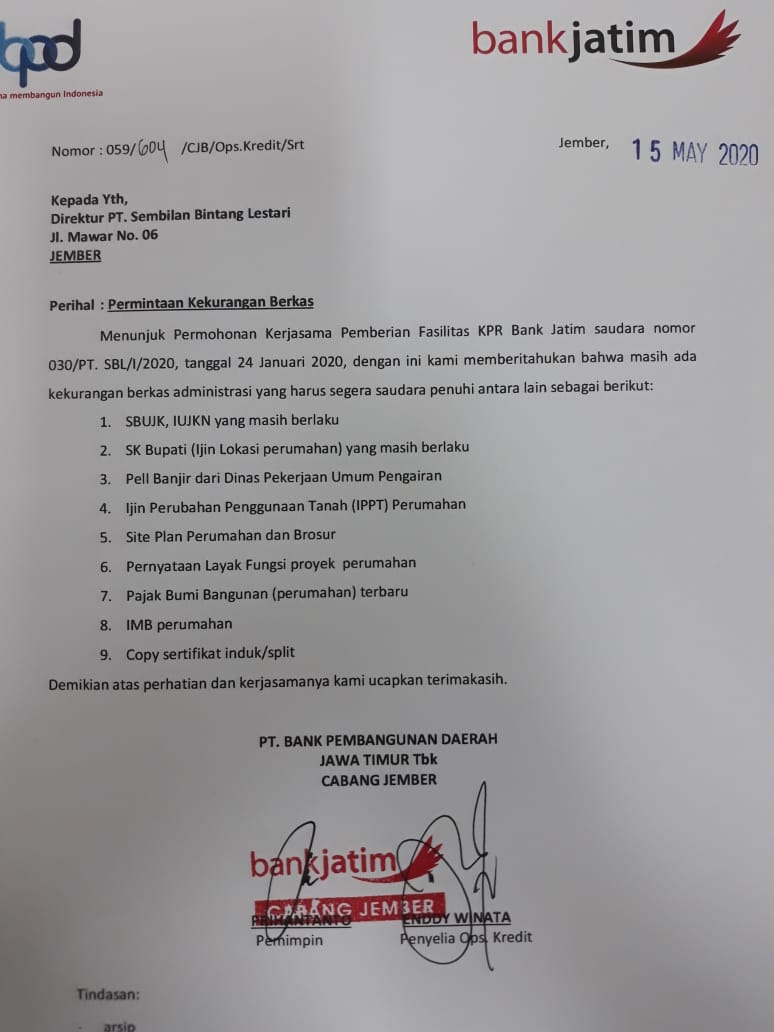 bpd
bankjatim
na membangun Indonesia
Nomor : 059/604 /CJB/Ops.Kredit/Srt
Jember, 15 MAY 2020
Kepada Yth,
Direktur PT. Sembilan Bintang Lestari
Jl. Mawar No. 06
JEMBER
Perihal : Permintaan Kekurangan Berkas
Menunjuk Permohonan Kerjasama Pemberian Fasilitas KPR Bank Jatim saudara nomor
030/PT. SBL/I/2020, tanggal 24 Januari 2020, dengan ini kami memberitahukan bahwa masih ada
kekurangan berkas administrasi yang harus segera saudara penuhi antara lain sebagai berikut:
1. SBUJK, IUJKN yang masih berlaku
2. SK Bupati (Ijin Lokasi perumahan) yang masih berlaku
3. Pell Banjir dari Dinas Pekerjaan Umum Pengairan
4. Ijin Perubahan Penggunaan Tanah (IPPT) Perumahan
5. Site Plan Perumahan dan Brosur
6. Pernyataan Layak Fungsi proyek perumahan
7. Pajak Bumi Bangunan (perumahan) terbaru
8. IMB perumahan
9. Copy sertifikat induk/split
Demikian atas perhatian dan kerjasamanya kami ucapkan terimakasih.
PT. BANK PEMBANGUNAN DAERAH
JAWA TIMUR Tbk
CABANG JEMBER
bankjatim
CABANG JEMBER
PRIHANTANTO ENDDY WINATA
Pemimpin Penyelia Ops. Kredit
Tindasan:
- arsip